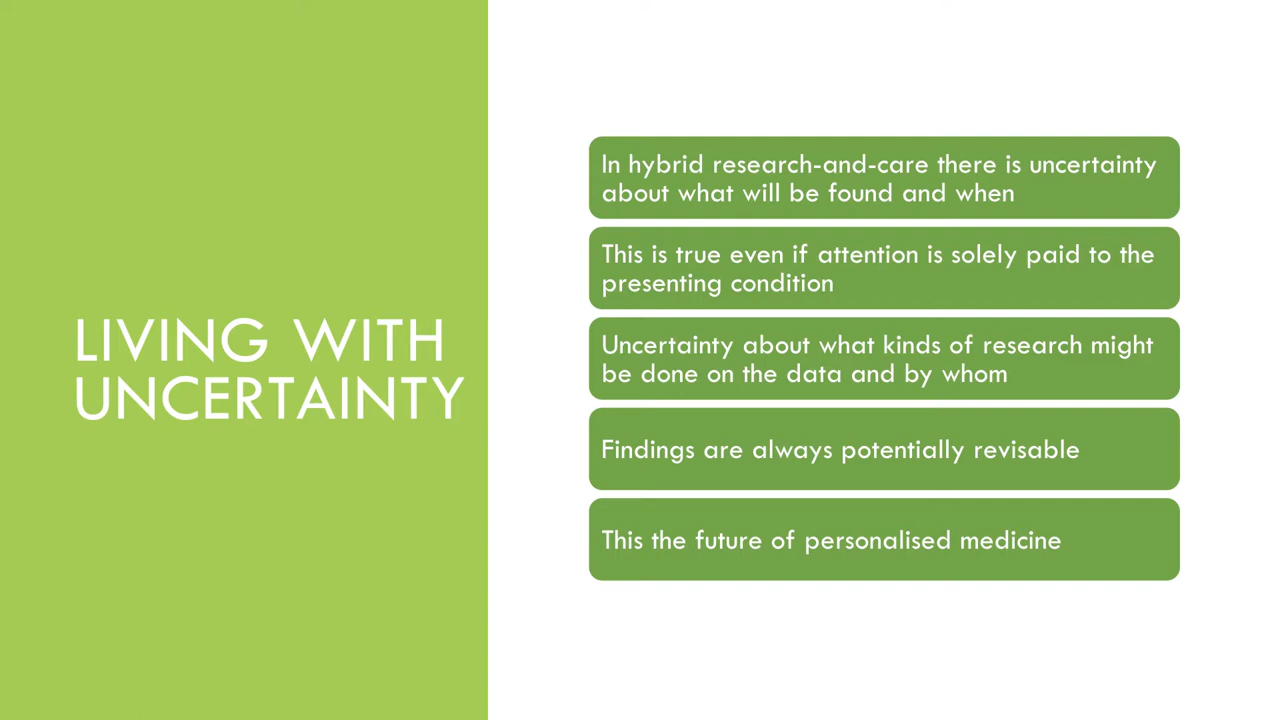 LIVING WITH
UNCERTAINTY
In hybrid research-and-care there is uncertainty
about what will be found and when
This is true even if attention is solely paid to the
presenting condition
Uncertainty about what kinds of research might
be done on the data and by whom
Findings are always potentially revisable
This the future of personalised medicine